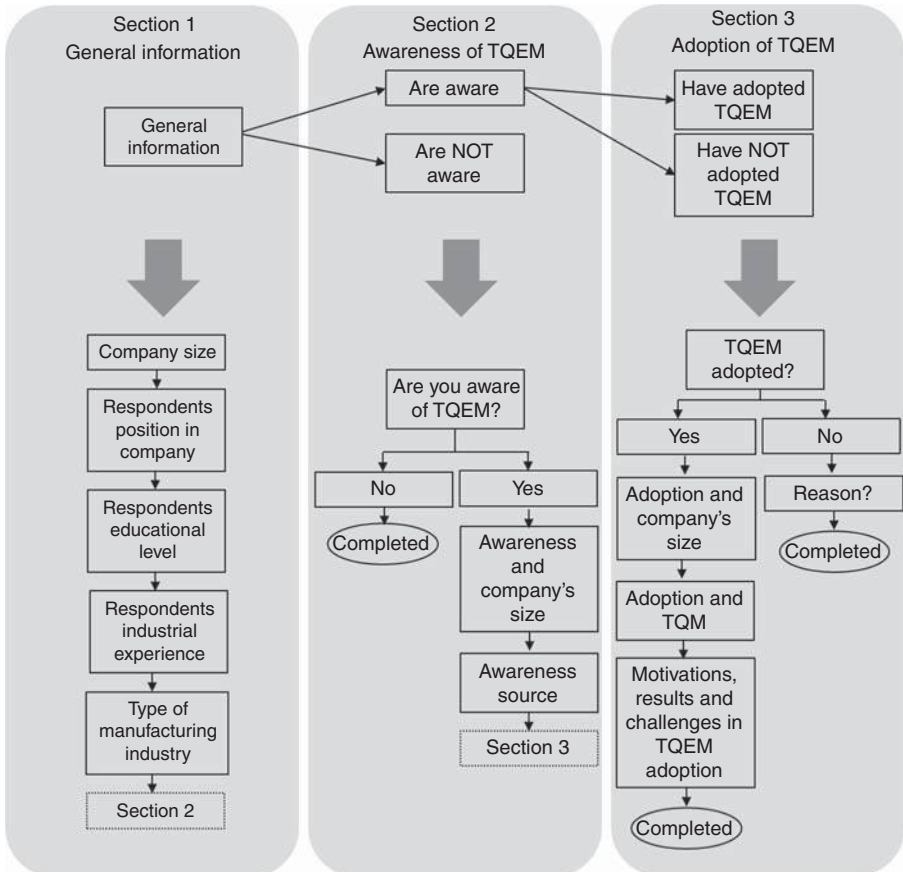 Section 1
General information
General
information
Company size
Respondents
position in
company
Respondents
educational
level
Respondents
industrial
experience
Type of
manufacturing
industry
Section 2
Section 2
Awareness of TQEM
Are aware
Are NOT
aware
Are you aware
of TQEM?
No
Completed
Yes
Awareness
and
company's
size
Awareness
source
Section 3
Section 3
Adoption of TQEM
Have adopted
TQEM
Have NOT
adopted
TQEM
TQEM
adopted?
Yes
Adoption and
company's
size
Adoption and
TQM
Motivations,
results and
challenges in
TQEM
adoption
Completed
No
Reason?
Completed